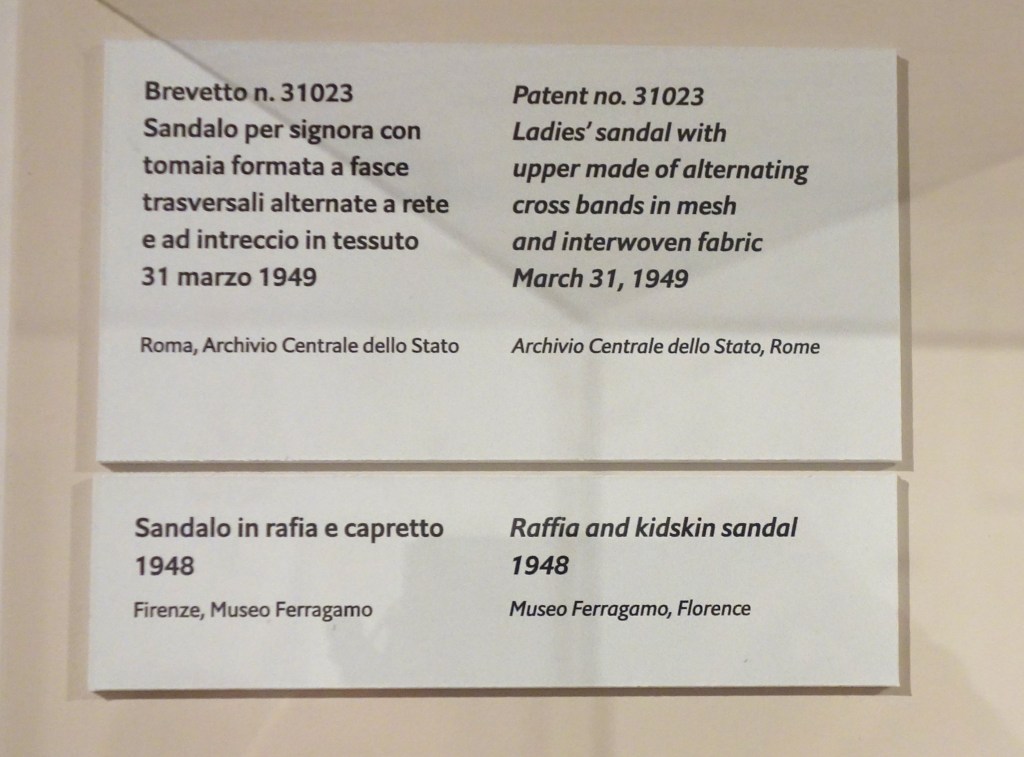 Brevetto n. 31023
Sandalo per signora con
tomaia formata a fasce
trasversali alternate a rete
e ad intreccio in tessuto
31 marzo 1949
Roma, Archivio Centrale dello Stato
Patent no. 31023
Ladies' sandal with
upper made of alternating
cross bands in mesh
and interwoven fabric
March 31, 1949
Archivio Centrale dello Stato, Rome
Sandalo in rafia e capretto
1948
Firenze, Museo Ferragamo
Raffia and kidskin sandal
1948
Museo Ferragamo, Florence